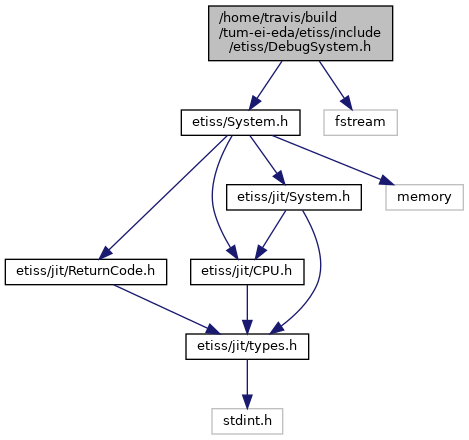 /home/travis/build
/tum-ei-eda/etiss/include
/etiss/DebugSystem.h
etiss/System.h
fstream
etiss/jit/System.h
memory
etiss/jit/ReturnCode.h
etiss/jit/CPU.h
etiss/jit/types.h
stdint.h